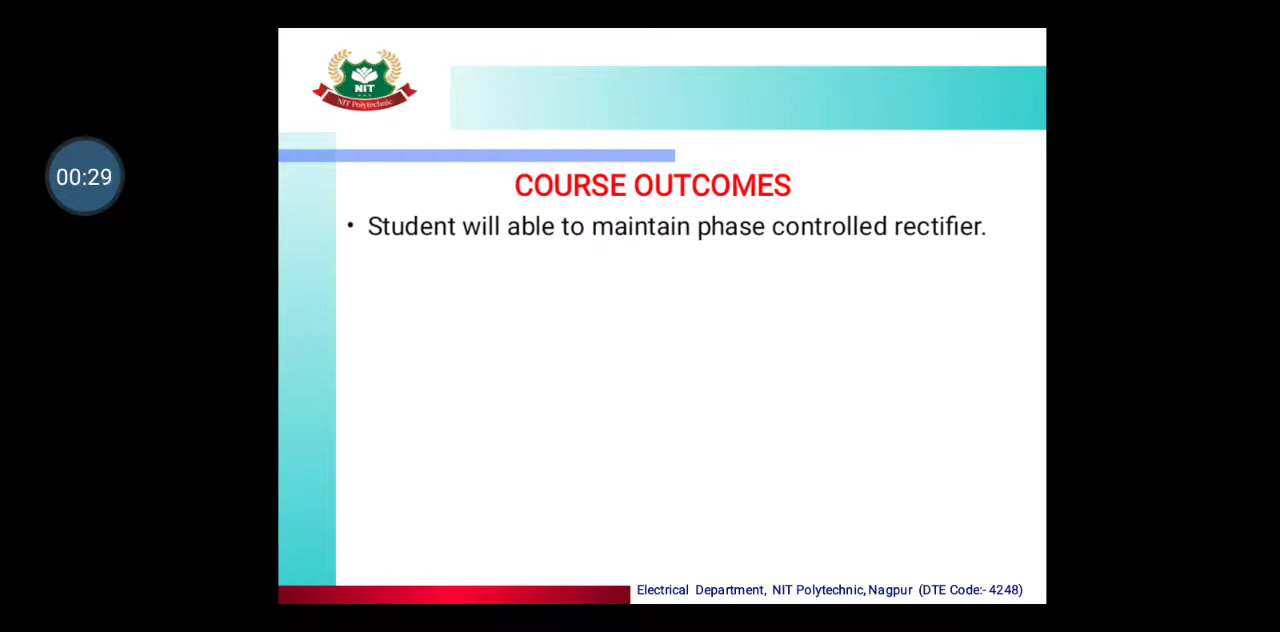 NIT
NIT Polytechnic
00:29
COURSE OUTCOMES
• Student will able to maintain phase controlled rectifier.
Electrical Department, NIT Polytechnic, Nagpur (DTE Code:- 4248)